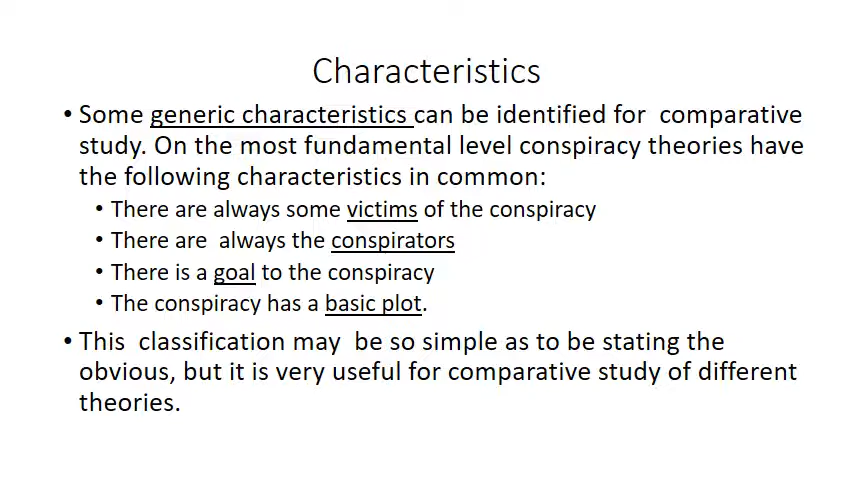 Characteristics
• Some generic characteristics can be identified for  comparative
study. On the most fundamental level conspiracy theories have
the following characteristics in common:
• There are always some victims of the conspiracy
• There are  always the conspirators
• There is a goal to the conspiracy
• The conspiracy has a basic plot.
• This  classification may  be so simple as to be stating the
obvious, but it is very useful for comparative study of different
theories.